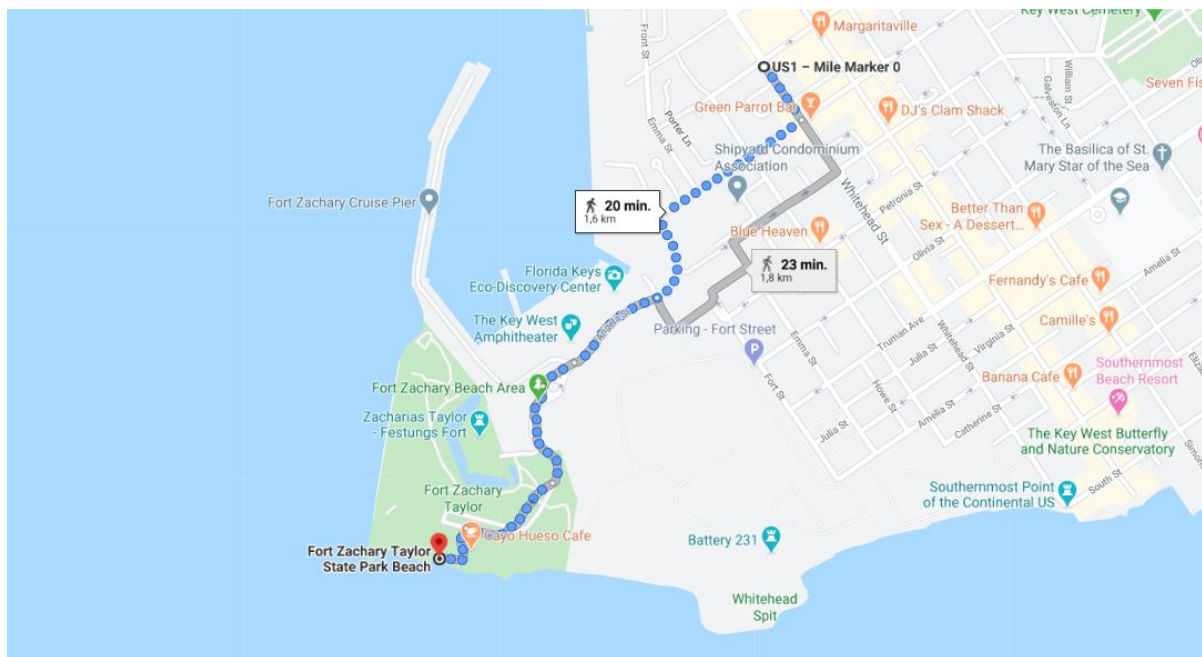 Key West Cemetery
Margaritaville
Front St
US1 – Mile Marker 0
Seven Fis
William St
Galveston Ln
Green Parrot Bar
DJ's Clam Shack
Porter Ln
Emma St
Shipyard Condominium
Association
The Basilica of St.
Mary Star of the Sea
Whitehead St
Petronia St
Fort Zachary Cruise Pier
20 min.
1,6 km
Better Than
Sex - A Dessert...
Blue Heaven
Olivia St
23 min.
1,8 km
Amelia St
Florida Keys
Eco-Discovery Center
Fernandy's Cafe
The Key West
Amphitheater
Angela St
Parking - Fort Street
Truman Ave
Virginia St
Camille's
Emma St
Julia St
Whitehead St
Southernmost
Beach Resort
Fort Zachary Beach Area
Fort St
Howe St
Amelia St
Banana Cafe
Zacharias Taylor
- Festungs Fort
Julia St
Catherine St
The Key West Butterfly
and Nature Conservatory
Fort Zachary
Taylor
Southernmost Point
of the Continental US
South St
Cayo Hueso Cafe
Battery 231
Fort Zachary Taylor
State Park Beach
Whitehead
Spit